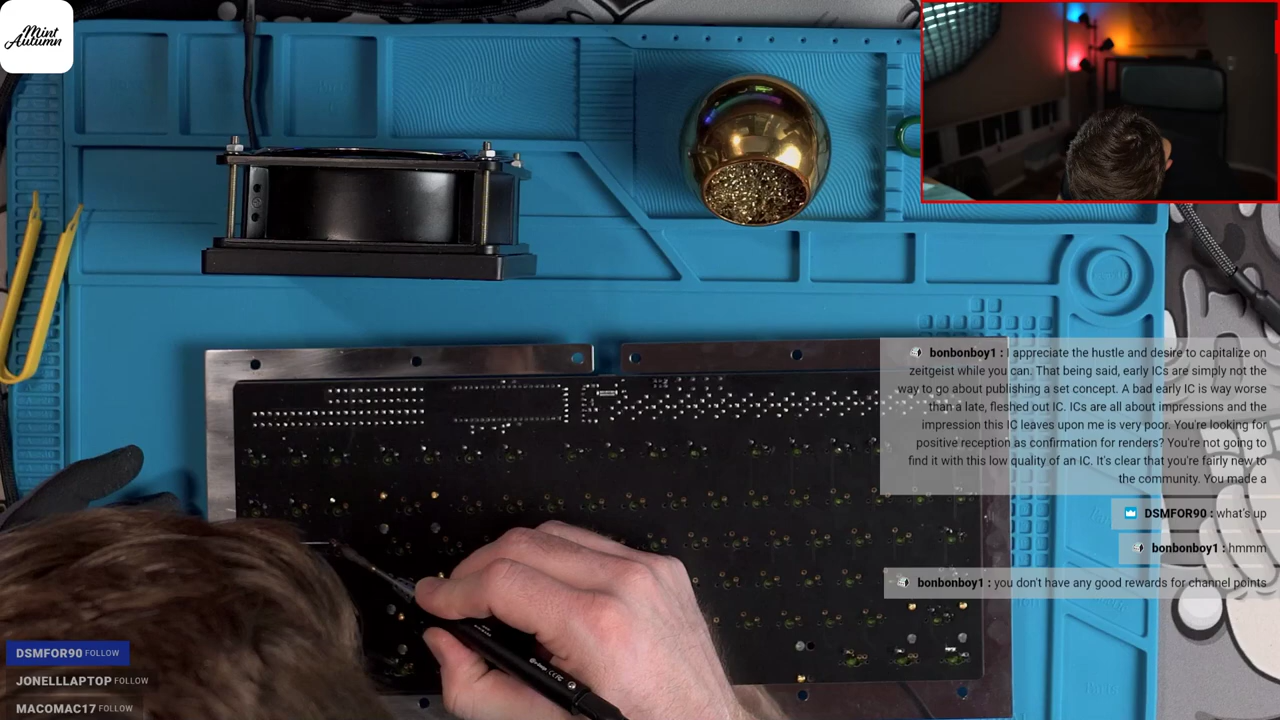 Mint
Autumn
bonbonboy1 : I appreciate the hustle and desire to capitalize on
zeitgeist while you can. That being said, early ICs are simply not the
way to go about publishing a set concept. A bad early IC is way worse
than a late, fleshed out IC. ICs are all about impressions and the
impression this IC leaves upon me is very poor. You're looking for
positive reception as confirmation for renders? You're not going to
find it with this low quality of an IC. It's clear that you're fairly new to
the community. You made a
DSMFOR90 : what's up
bonbonboy1 : hmmm
bonbonboy1 : you don't have any good rewards for channel points
DSMFOR90 FOLLOW
JONELLLAPTOP FOLLOW
MACOMAC17 FOLLOW